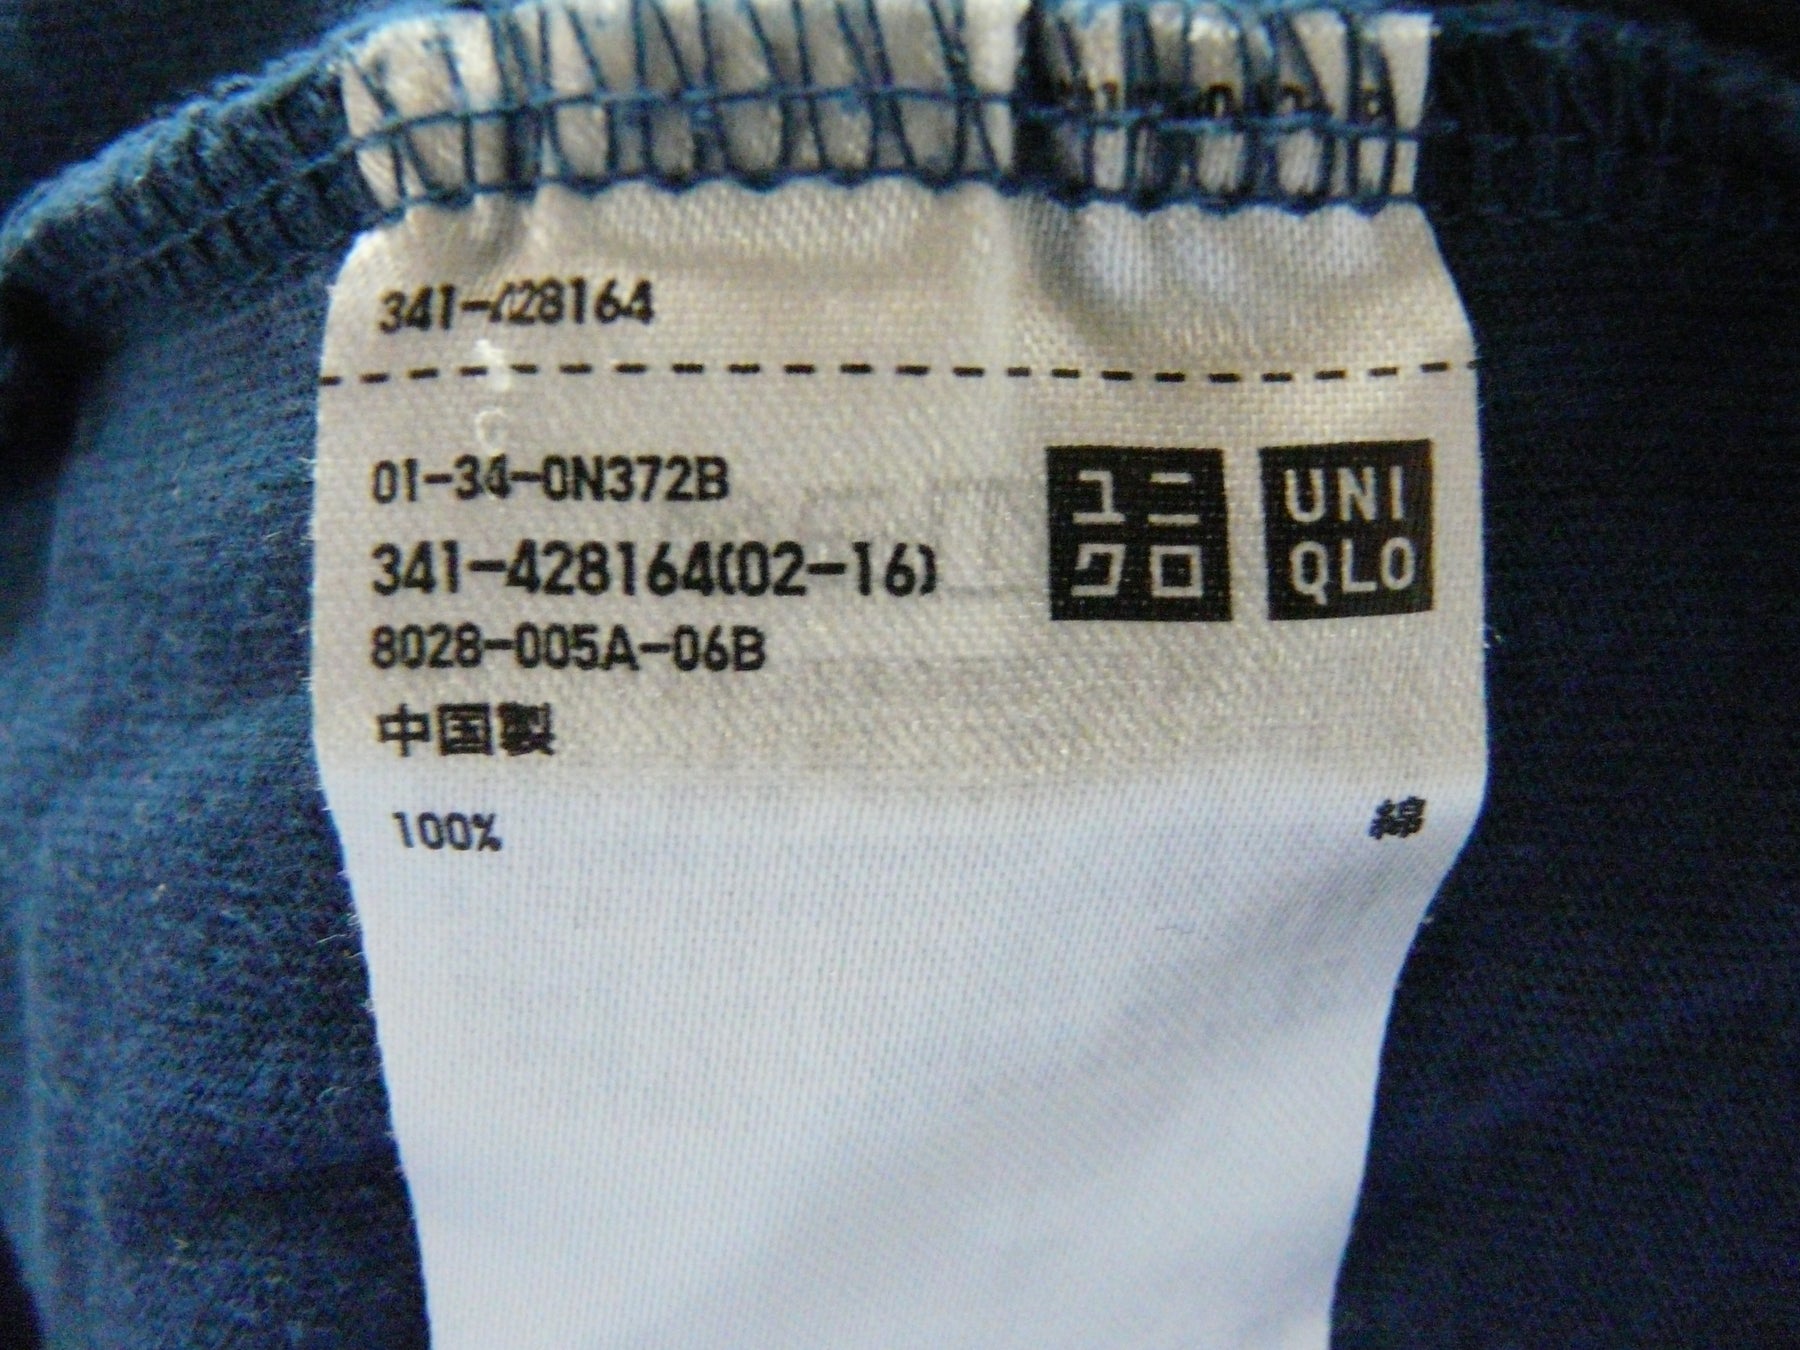 341-428164
01-34-0N372B
341-428164(02-16)
8028-005A-06B
ユニ
クロ
UNI
QLO
中国製
100% 綿